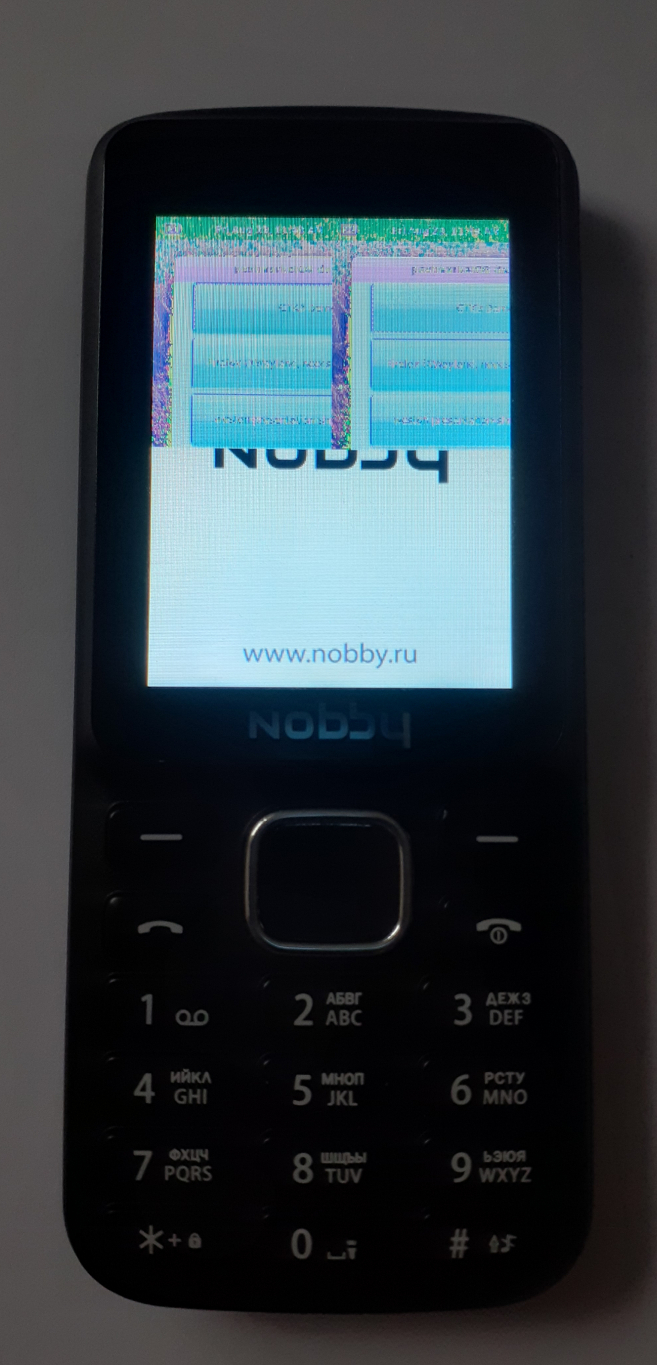 nobby
www.nobby.ru
nobby
1
2 АБВГ ABC
3 ДЕЖЗ DEF
4 ИЙКЛ GHI
5 МНОП JKL
6 РСТУ MNO
7 ФХЦЧ PQRS
8 ШЩЪЫ TUV
9 ЬЭЮЯ WXYZ
*+
0
#